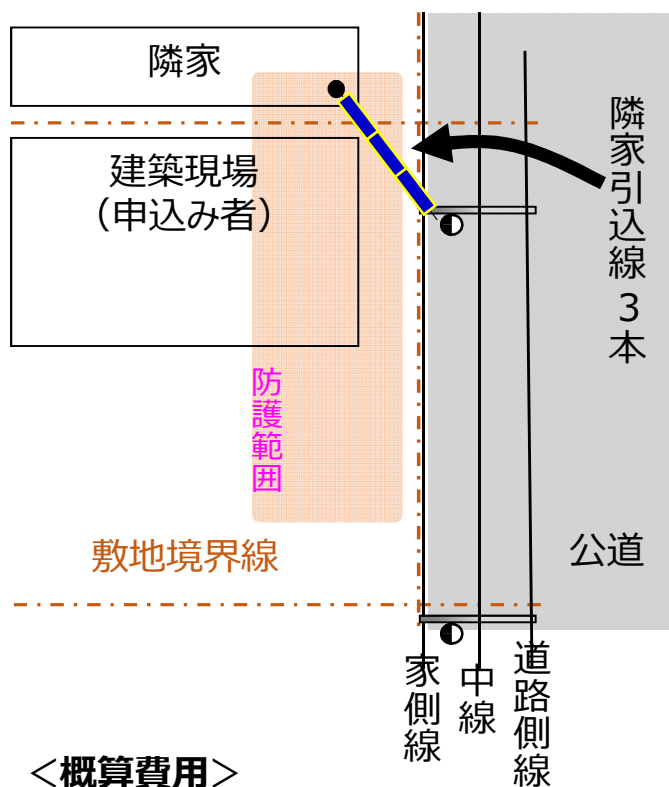 隣家
建築現場
(申込み者)
隣家引込線3本
防護範囲
敷地境界線
公道
家側線
中線
道路側線
<概算費用>